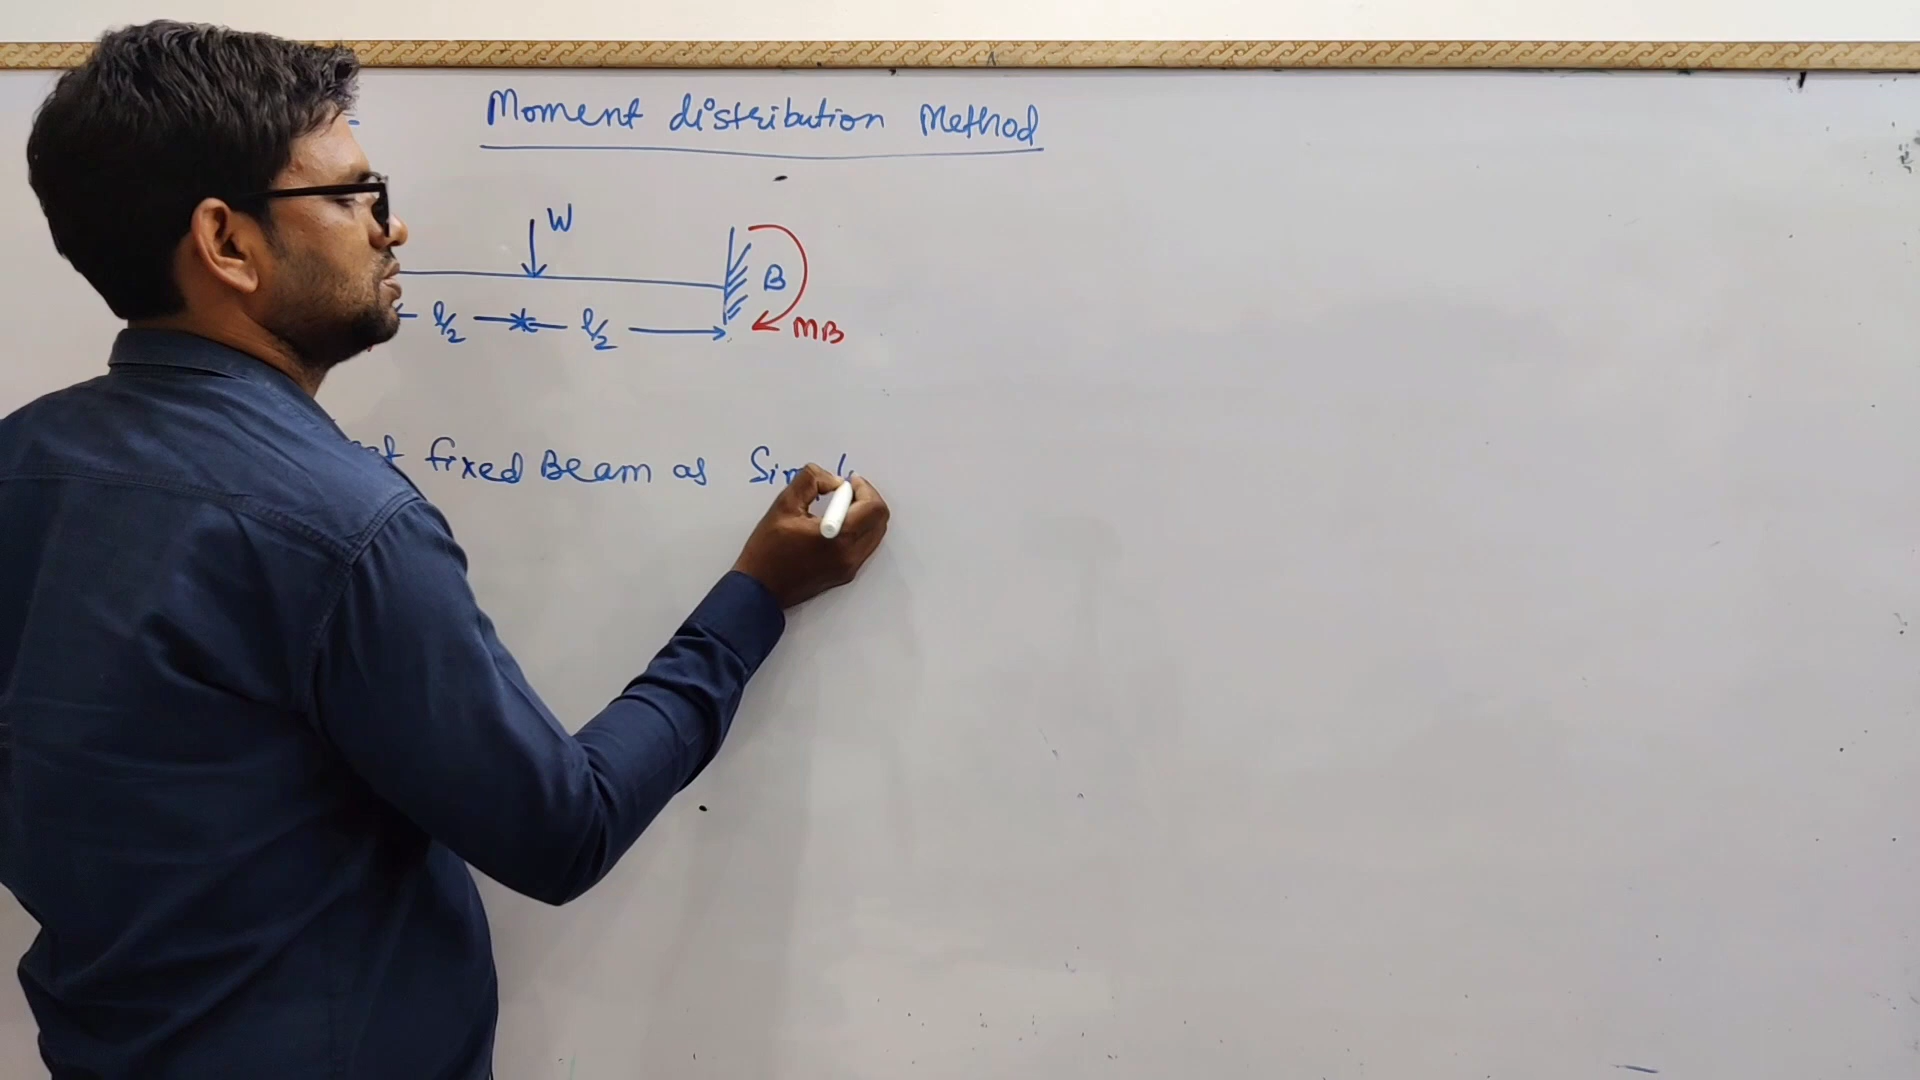 Moment distribution Method
W
B
l/2
l/2
MB
fixed Beam as